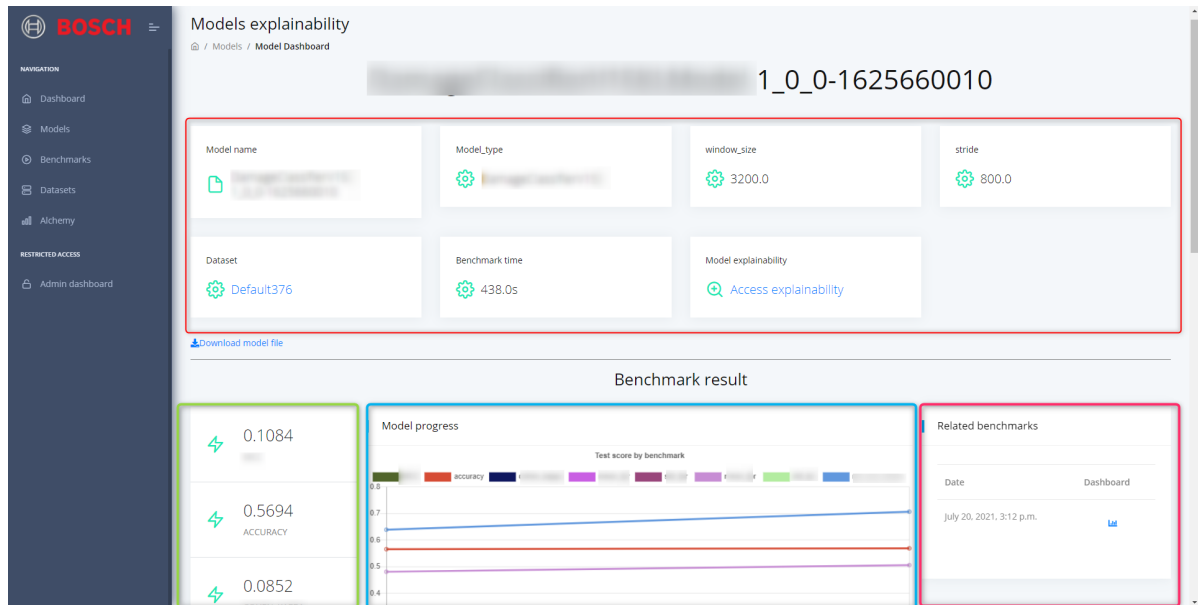 BOSCH
NAVIGATION
Dashboard
Models
Benchmarks
Datasets
Alchemy
RESTRICTED ACCESS
Admin dashboard
Models explainability
/ Models / Model Dashboard
1_0_0-1625660010
Model name
Model_type
window_size
3200.0
stride
800.0
Dataset
Default376
Benchmark time
438.0s
Model explainability
Access explainability
Download model file
Benchmark result
0.1084
0.5694
ACCURACY
0.0852
Model progress
Test score by benchmark
accuracy
0.8
0.7
0.6
0.5
0.4
Related benchmarks
Date Dashboard
July 20, 2021, 3:12 p.m.